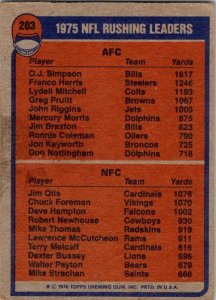 203
1975 NFL RUSHING LEADERS
AFC
Player Team Yards
O.J. Simpson Bills 1817
Franco Harris Steelers 1246
Lydell Mitchell Colts 1193
Greg Pruitt Browns 1067
John Riggins Jets 1005
Mercury Morris Dolphins 875
Jim Braxton Bills 823
Ronnie Coleman Oilers 790
Jon Keyworth Broncos 725
Don Nottingham Dolphins 718
NFC
Player Team Yards
Jim Otis Cardinals 1076
Chuck Foreman Vikings 1070
Dave Hampton Falcons 1002
Robert Newhouse Cowboys 930
Mike Thomas Redskins 919
Lawrence McCutcheon Rams 911
Terry Metcalf Cardinals 816
Dexter Bussey Lions 696
Walter Payton Bears 679
Mike Strachan Saints 668
© 1976 TOPPS CHEWING GUM, INC. PRTD. IN U.S.A.